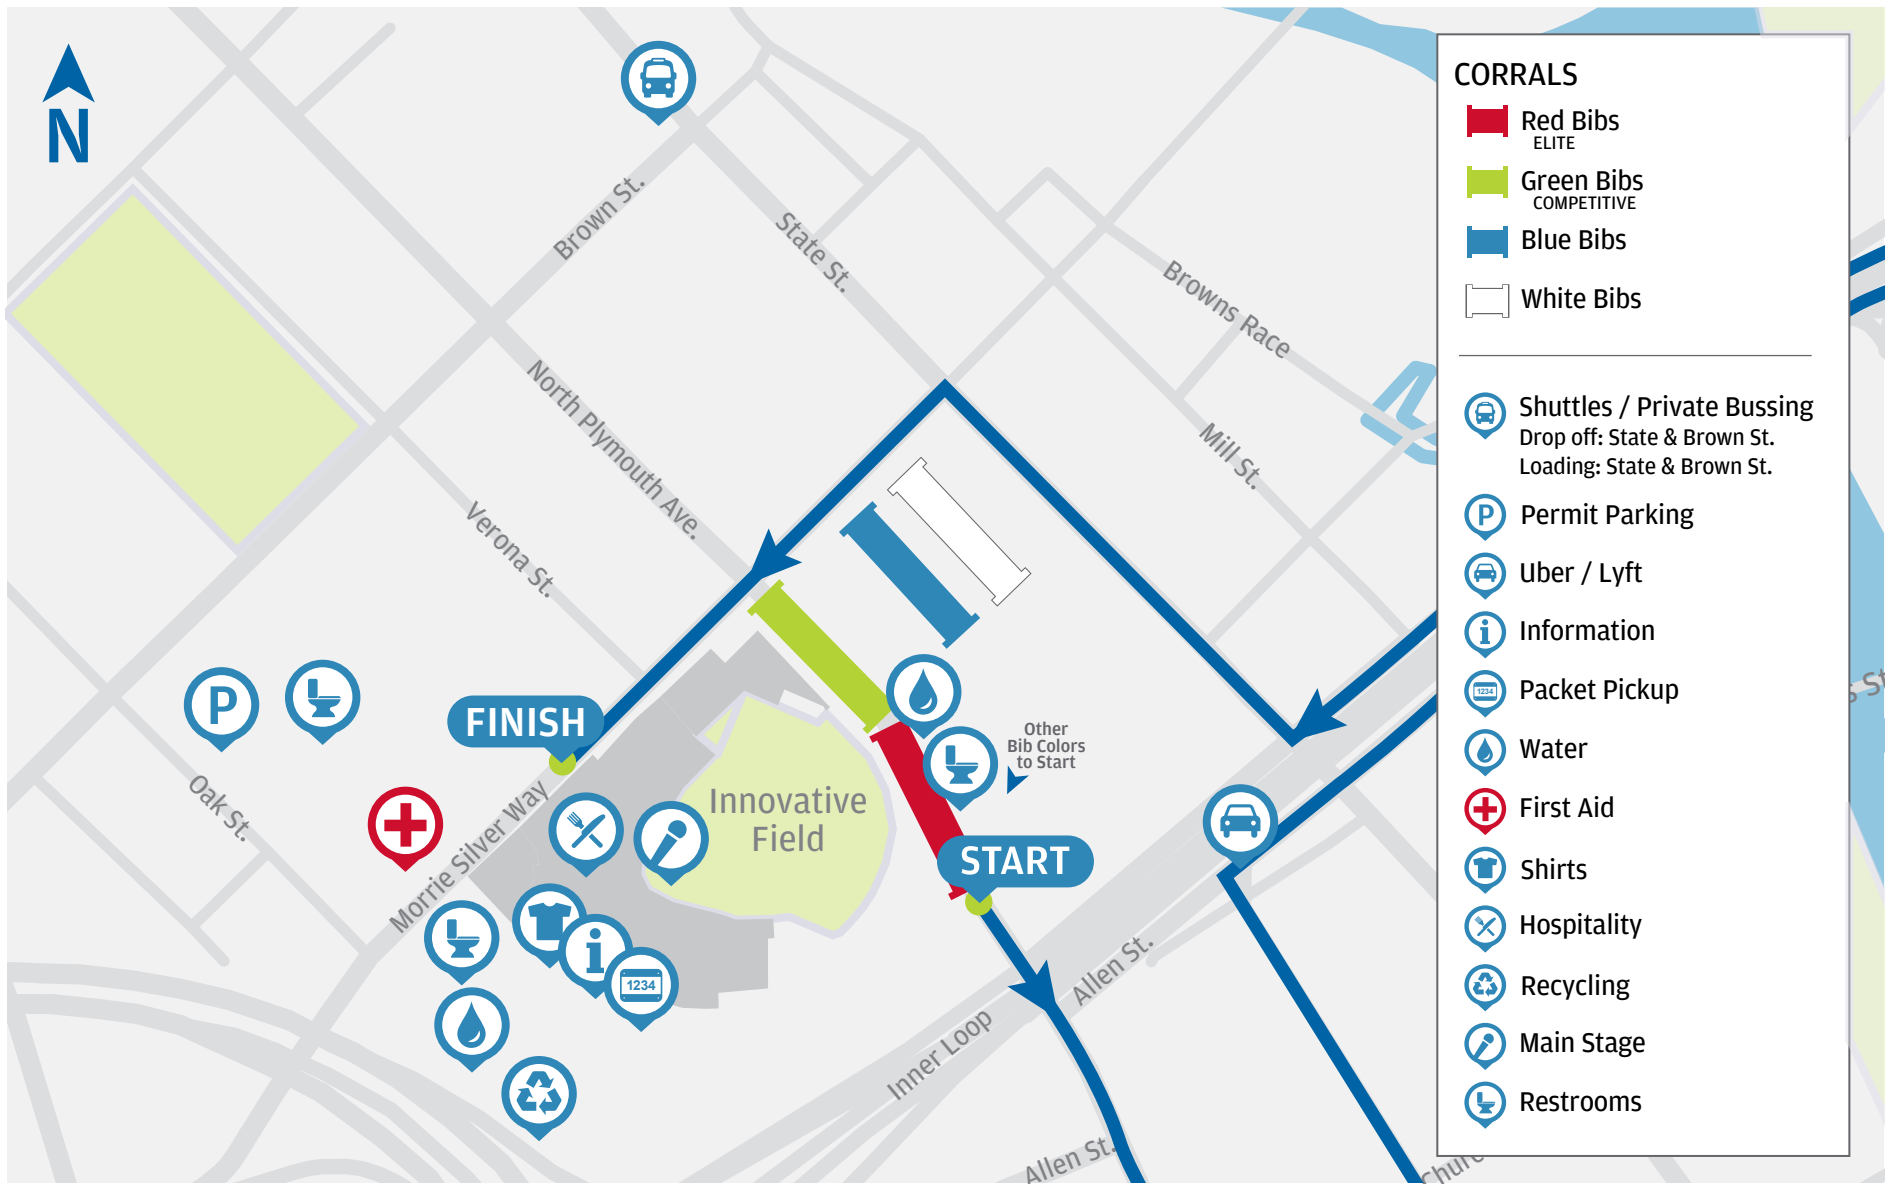 N
Brown St.
State St.
Browns Race
North Plymouth Ave.
Mill St.
Verona St.
P
FINISH
Other
Bib Colors
to Start
Innovative
Field
Oak St.
Morrie Silver Way
START
1234
Allen St.
Inner Loop
Allen St.
CORRALS
Red Bibs
ELITE
Green Bibs
COMPETITIVE
Blue Bibs
White Bibs
Shuttles / Private Bussing
Drop off: State & Brown St.
Loading: State & Brown St.
P
Permit Parking
Uber / Lyft
i
Information
1234
Packet Pickup
Water
First Aid
Shirts
Hospitality
Recycling
Main Stage
Restrooms
i